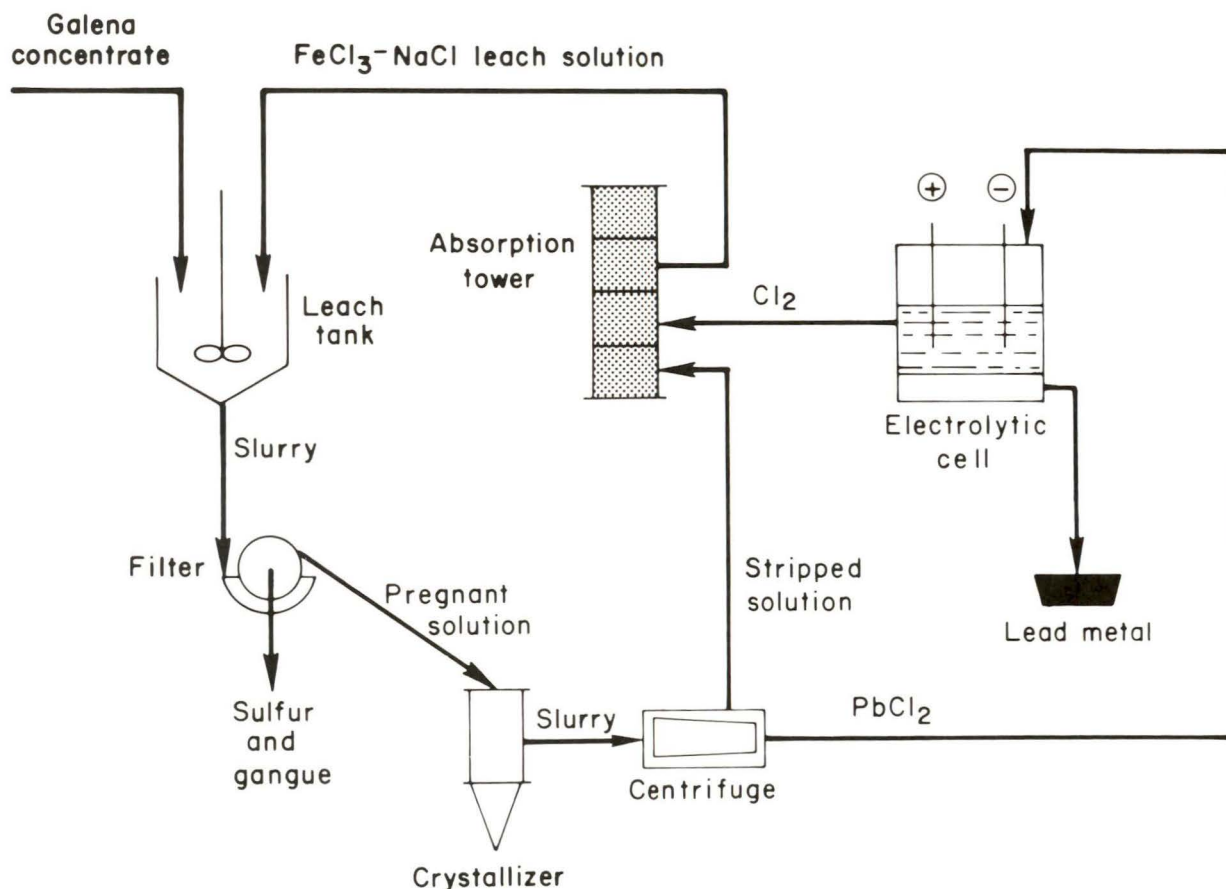 Galena
concentrate
FeCl₃-NaCl leach solution
+
−
Absorption
tower
Leach
tank
Cl₂
Electrolytic
cell
Slurry
Filter
Pregnant
solution
Stripped
solution
Lead metal
Sulfur
and
gangue
Slurry
PbCl₂
Centrifuge
Crystallizer